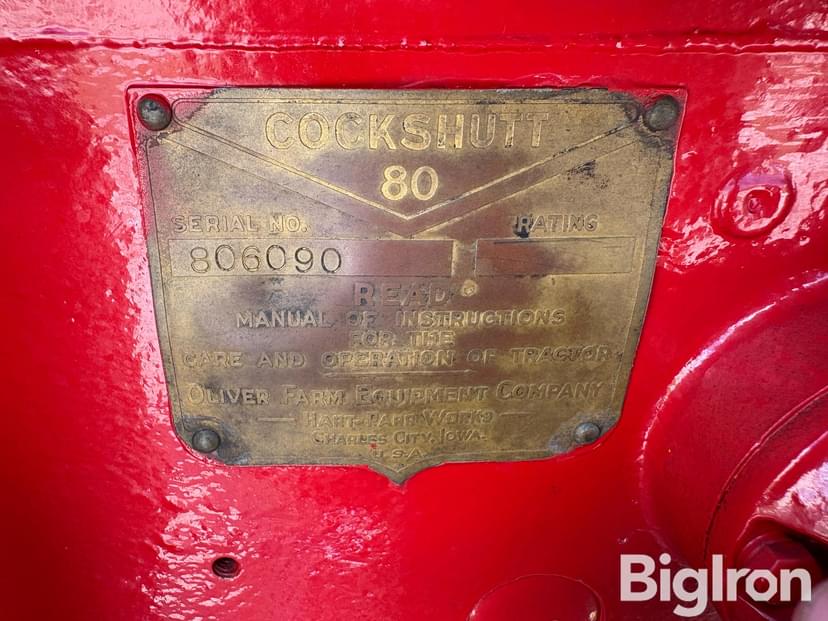 COCKSHUTT
80
SERIAL NO. RATING
806090
READ
MANUAL OF INSTRUCTIONS
FOR THE
CARE AND OPERATION OF TRACTOR
OLIVER FARM EQUIPMENT COMPANY
HART-PARR WORKS
CHARLES CITY, IOWA.
U.S.A.
BigIron